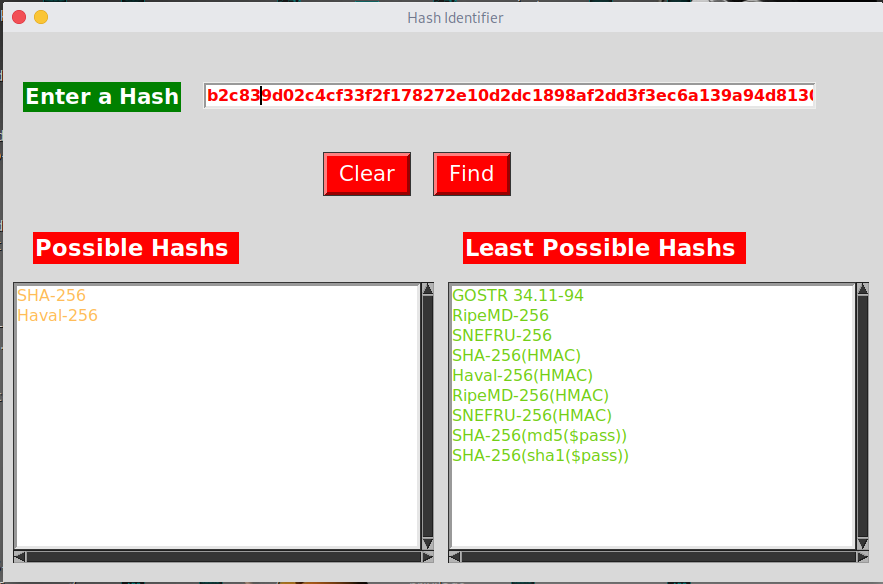 Hash Identifier
Enter a Hash
b2c839d02c4cf33f2f178272e10d2dc1898af2dd3f3ec6a139a94d813
Clear
Find
Possible Hashs
Least Possible Hashs
SHA-256
Haval-256
GOSTR 34.11-94
RipeMD-256
SNEFRU-256
SHA-256(HMAC)
Haval-256(HMAC)
RipeMD-256(HMAC)
SNEFRU-256(HMAC)
SHA-256(md5($pass))
SHA-256(sha1($pass))